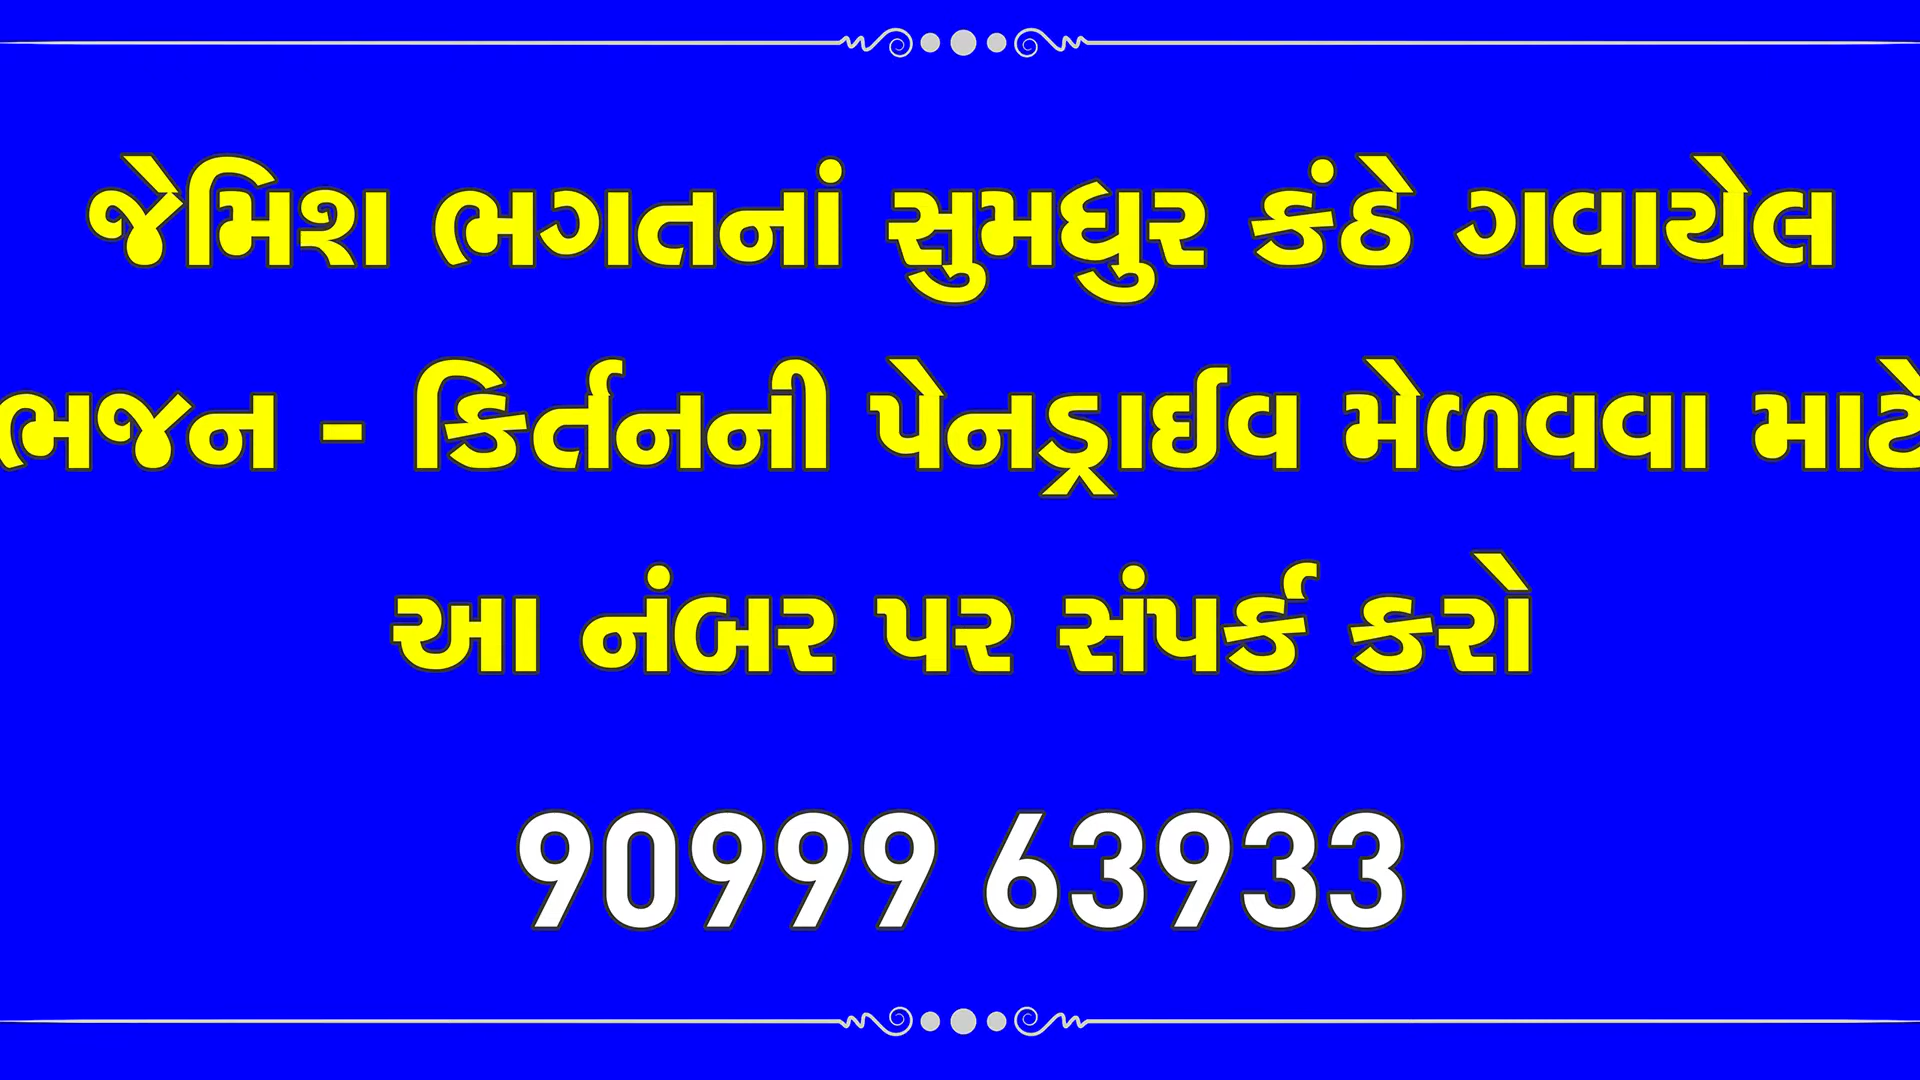 જેમિશ ભગતનાં સુમધુર કંઠે ગવાયેલ
ભજન - કિર્તનની પેનડ્રાઈવ મેળવવા માટે
આ નંબર પર સંપર્ક કરો
90999 63933